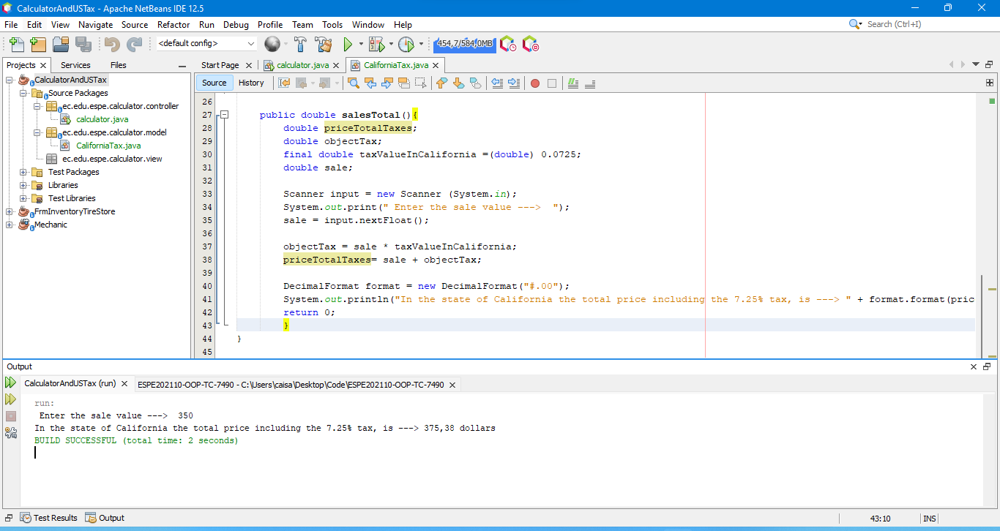 CalculatorAndUSTax - Apache NetBeans IDE 12.5
File Edit View Navigate Source Refactor Run Debug Profile Team Tools Window Help
Search (Ctrl+I)
<default config>
454,7/584,0MB
Projects Services Files
Start Page calculator.java CaliforniaTax.java
Source History
CalculatorAndUSTax
Source Packages
ec.edu.espe.calculator.controller
calculator.java
ec.edu.espe.calculator.model
CaliforniaTax.java
ec.edu.espe.calculator.view
Test Packages
Libraries
Test Libraries
FrmInventoryTireStore
Mechanic
26
27 public double salesTotal(){
28 double priceTotalTaxes;
29 double objectTax;
30 final double taxValueInCalifornia =(double) 0.0725;
31 double sale;
32
33 Scanner input = new Scanner (System.in);
34 System.out.print(" Enter the sale value ---> ");
35 sale = input.nextFloat();
36
37 objectTax = sale * taxValueInCalifornia;
38 priceTotalTaxes= sale + objectTax;
39
40 DecimalFormat format = new DecimalFormat("#.00");
41 System.out.println("In the state of California the total price including the 7.25% tax, is ---> " + format.format(pric
42 return 0;
43 }
44 }
45
Output
CalculatorAndUSTax (run) ESPE202110-OOP-TC-7490 - C:\Users\caisa\Desktop\Code\ESPE202110-OOP-TC-7490
run:
Enter the sale value ---> 350
In the state of California the total price including the 7.25% tax, is ---> 375,38 dollars
BUILD SUCCESSFUL (total time: 2 seconds)
Test Results Output
43:10 INS